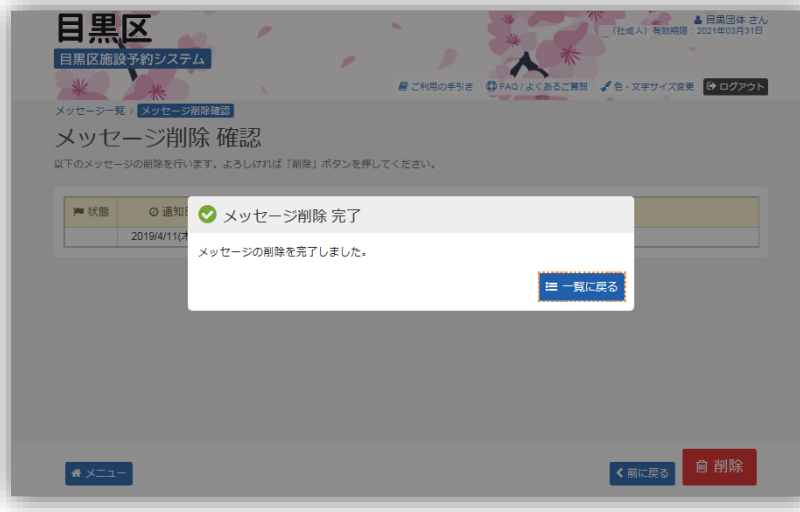 目黒区
目黒区施設予約システム
目黒団体 さん
(社成人) 有効期限：2021年03月31日
ご利用の手引き FAQ / よくあるご質問 色・文字サイズ変更 ログアウト
メッセージ一覧 › メッセージ削除確認
メッセージ削除 確認
以下のメッセージの削除を行います。よろしければ「削除」ボタンを押してください。
状態 通知
2019/4/11(
メッセージ削除 完了
メッセージの削除を完了しました。
一覧に戻る
メニュー 前に戻る 削除